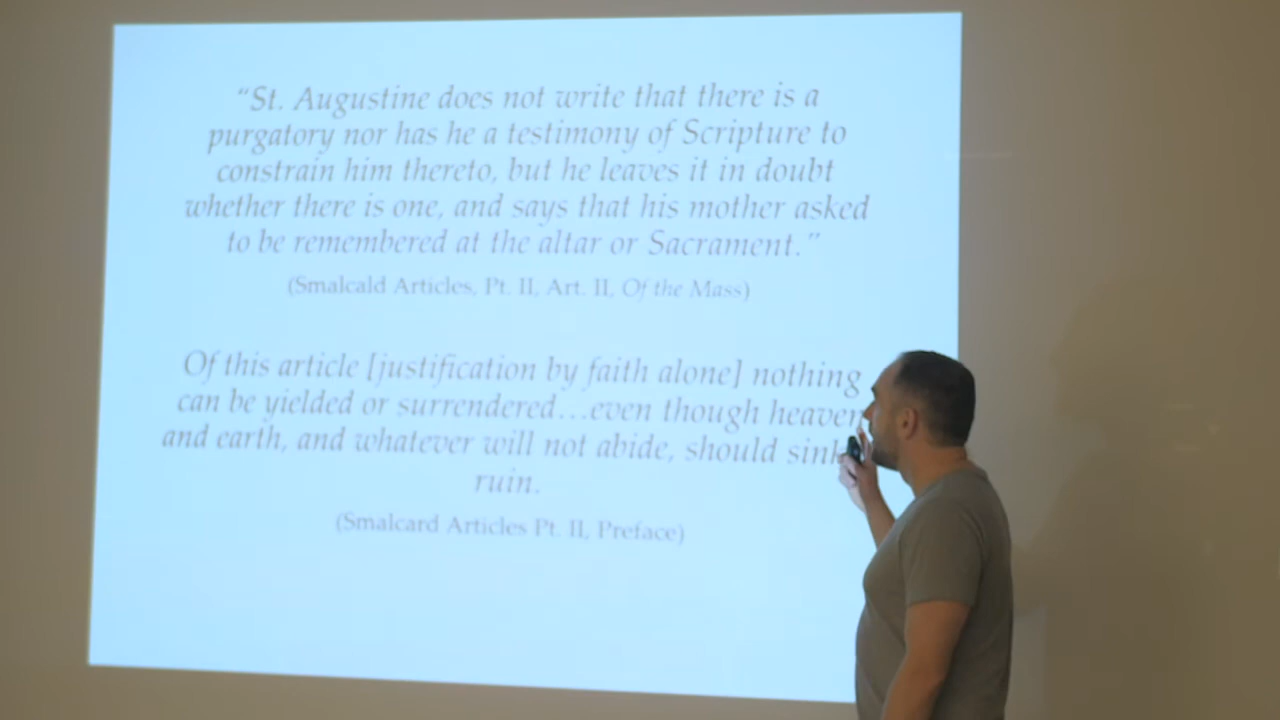 “St. Augustine does not write that there is a
purgatory nor has he a testimony of Scripture to
constrain him thereto, but he leaves it in doubt
whether there is one, and says that his mother asked
to be remembered at the altar or Sacrament.”
(Smalcald Articles, Pt. II, Art. II, Of the Mass)
Of this article [justification by faith alone] nothing
can be yielded or surrendered…even though heaven
and earth, and whatever will not abide, should sink
ruin.
(Smalcard Articles Pt. II, Preface)